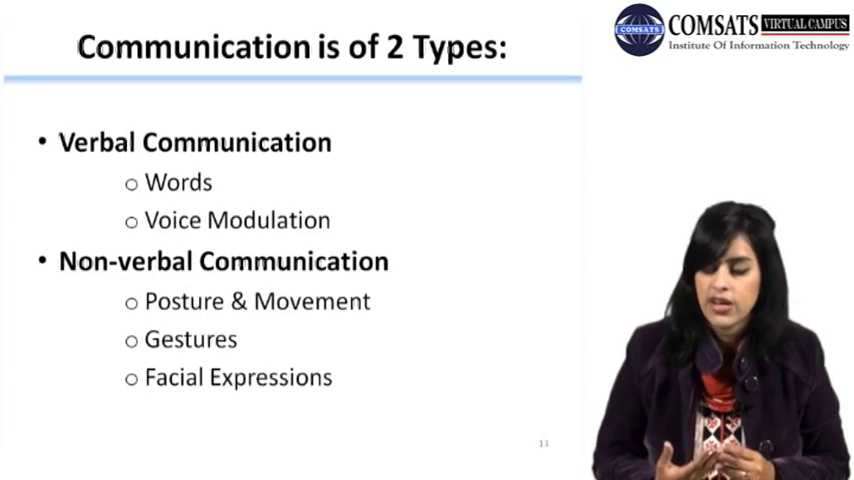 Communication is of 2 Types:
COMSATS VIRTUAL CAMPUS
COMSATS
Institute Of Information Technology
• Verbal Communication
o Words
o Voice Modulation
• Non-verbal Communication
o Posture & Movement
o Gestures
o Facial Expressions
13